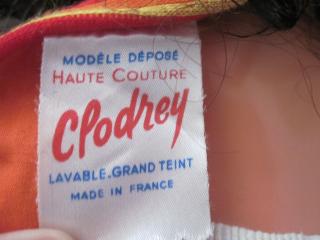 MODÈLE DÉPOSÉ
HAUTE COUTURE
Clodrey
LAVABLE.GRAND TEINT
MADE IN FRANCE